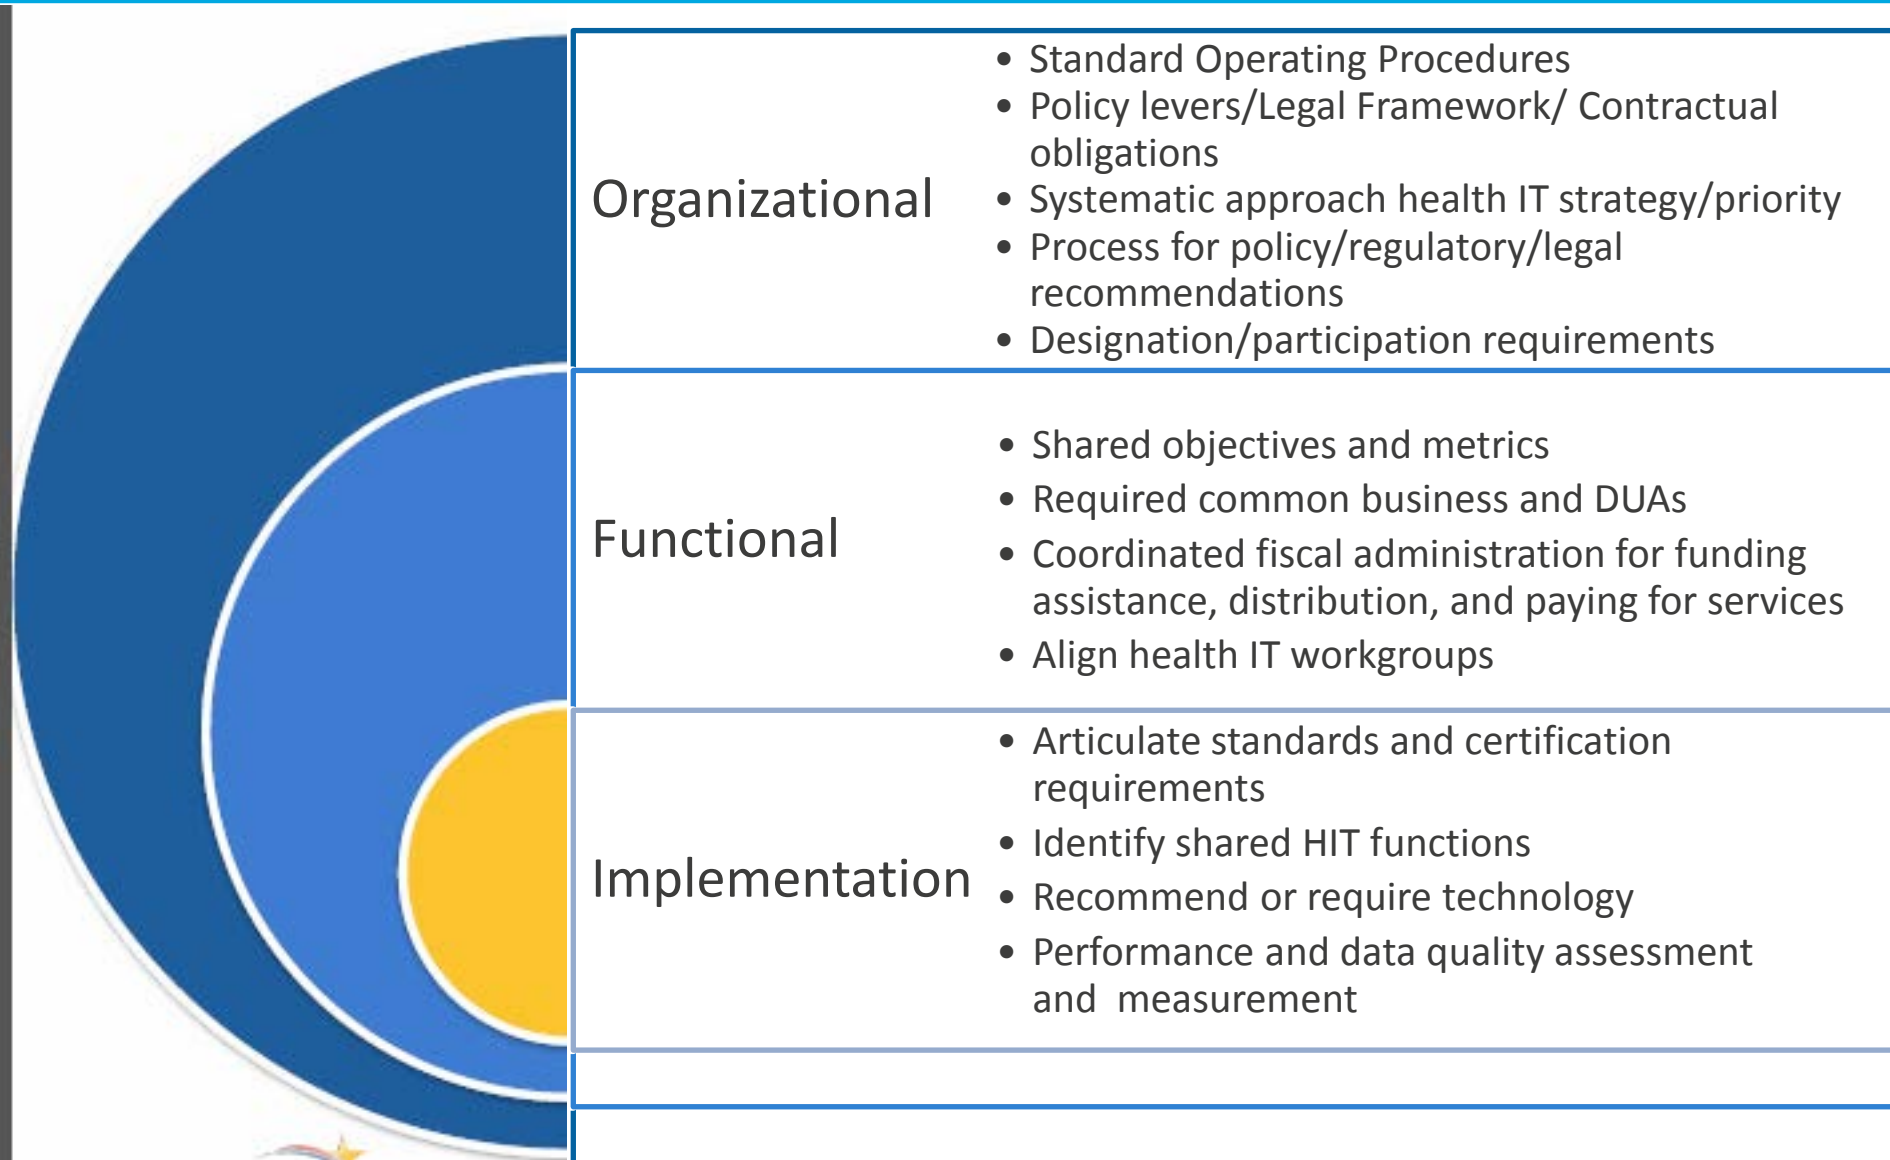 Organizational
• Standard Operating Procedures
• Policy levers/Legal Framework/ Contractual
obligations
• Systematic approach health IT strategy/priority
• Process for policy/regulatory/legal
recommendations
• Designation/participation requirements
Functional
• Shared objectives and metrics
• Required common business and DUAs
• Coordinated fiscal administration for funding
assistance, distribution, and paying for services
• Align health IT workgroups
Implementation
• Articulate standards and certification
requirements
• Identify shared HIT functions
• Recommend or require technology
• Performance and data quality assessment
and  measurement